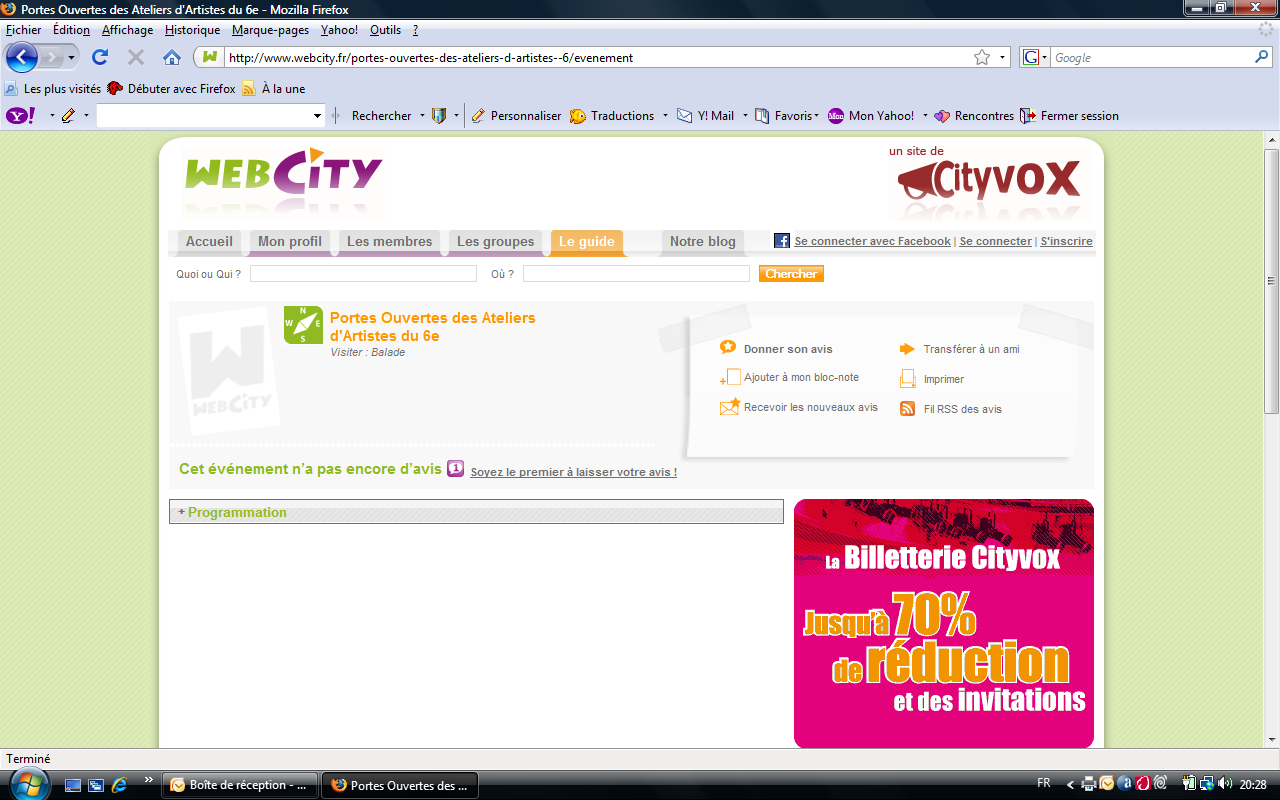 Portes Ouvertes des Ateliers d'Artistes du 6e - Mozilla Firefox
Fichier Édition Affichage Historique Marque-pages Yahoo! Outils ?
http://www.webcity.fr/portes-ouvertes-des-ateliers-d-artistes--6/evenement
Google
Les plus visités Débuter avec Firefox À la une
Y! Rechercher Personnaliser Traductions Y! Mail Favoris Mon Yahoo! Rencontres Fermer session
WEBCITY
un site de
Cityvox
Accueil Mon profil Les membres Les groupes Le guide Notre blog Se connecter avec Facebook | Se connecter | S'inscrire
Quoi ou Qui ? Où ? Chercher
N
W E
S
Portes Ouvertes des Ateliers
d'Artistes du 6e
Visiter : Balade
W
WEBCITY
Donner son avis Transférer à un ami
Ajouter à mon bloc-note Imprimer
Recevoir les nouveaux avis Fil RSS des avis
Cet événement n'a pas encore d'avis 1 Soyez le premier à laisser votre avis !
+ Programmation
La Billetterie Cityvox
Jusqu'à 70%
de réduction
et des invitations
Terminé
Boîte de réception - ... Portes Ouvertes des ... FR 20:28